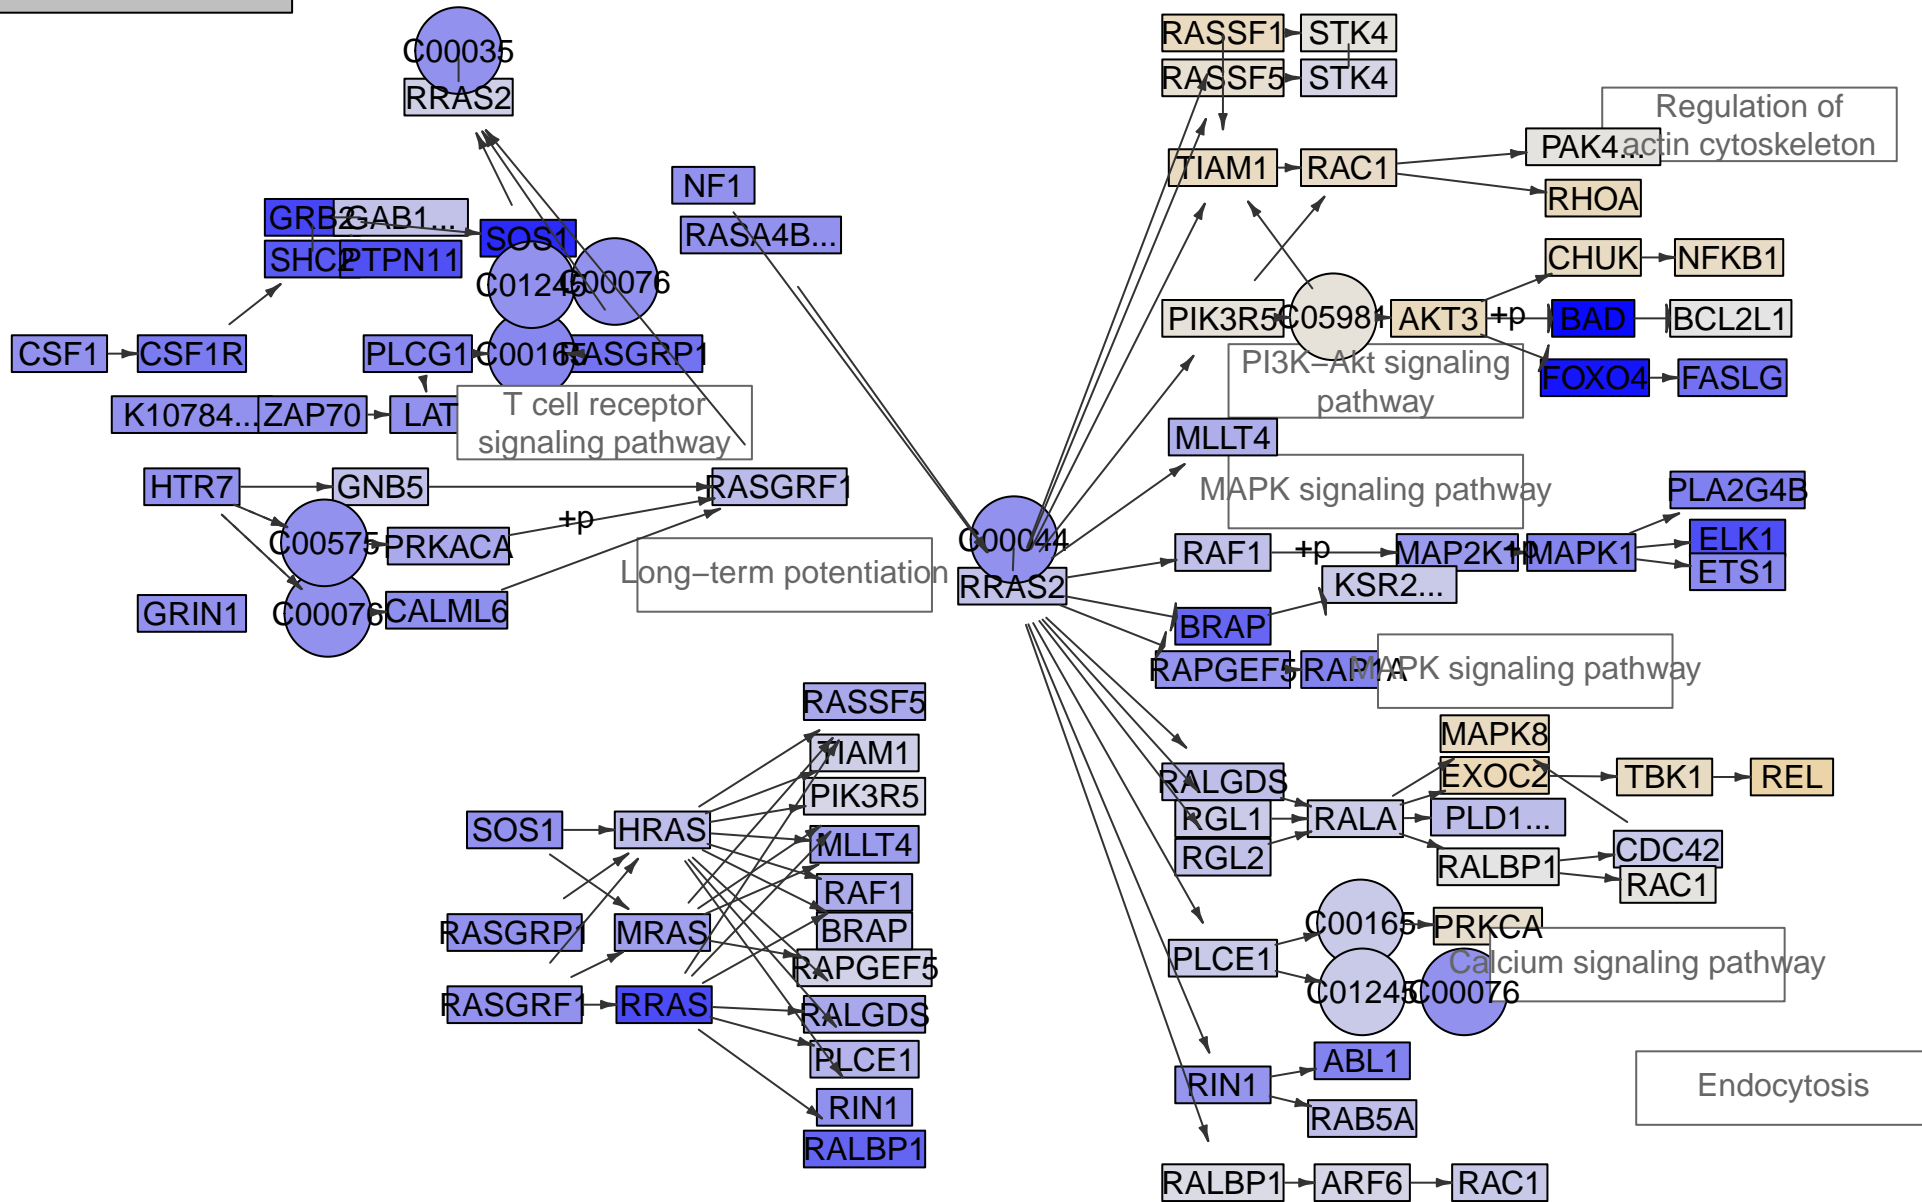 C00035
RRAS2
NF1
RASA4B...
GRB2
GAB1...
SOS1
SHC2
PTPN11
C01245
C00076
CSF1
CSF1R
PLCG1
C00165
RASGRP1
K10784...
ZAP70
LAT
T cell receptor
signaling pathway
HTR7
GNB5
RASGRF1
+p
C00575
PRKACA
GRIN1
C00076
CALML6
Long−term potentiation
C00044
RRAS2
RASSF1
STK4
RASSF5
STK4
Regulation of
actin cytoskeleton
PAK4...
TIAM1
RAC1
RHOA
CHUK
NFKB1
PIK3R5
C05981
AKT3
+p
BAD
BCL2L1
PI3K−Akt signaling
pathway
FOXO4
FASLG
MLLT4
MAPK signaling pathway
PLA2G4B
RAF1
+p
MAP2K1
+p
MAPK1
ELK1
ETS1
KSR2...
BRAP
RAPGEF5
RAP1A
MAPK signaling pathway
MAPK8
RALGDS
EXOC2
TBK1
REL
RGL1
RALA
PLD1...
RGL2
RALBP1
CDC42
RAC1
C00165
PRKCA
PLCE1
Calcium signaling pathway
C01245
C00076
ABL1
RIN1
RAB5A
Endocytosis
RALBP1
ARF6
RAC1
RASSF5
TIAM1
PIK3R5
SOS1
HRAS
MLLT4
RAF1
RASGRP1
MRAS
BRAP
RAPGEF5
RASGRF1
RRAS
RALGDS
PLCE1
RIN1
RALBP1